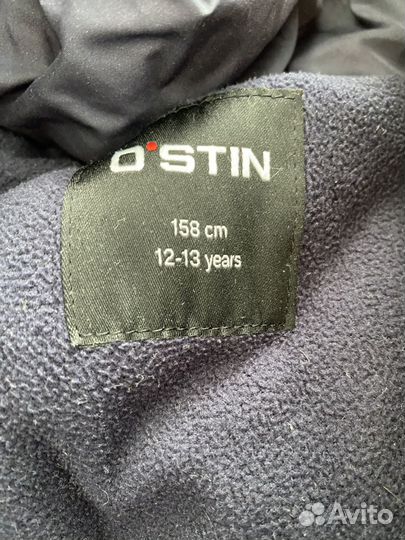 O'STIN
158 cm
12-13 years
Avito